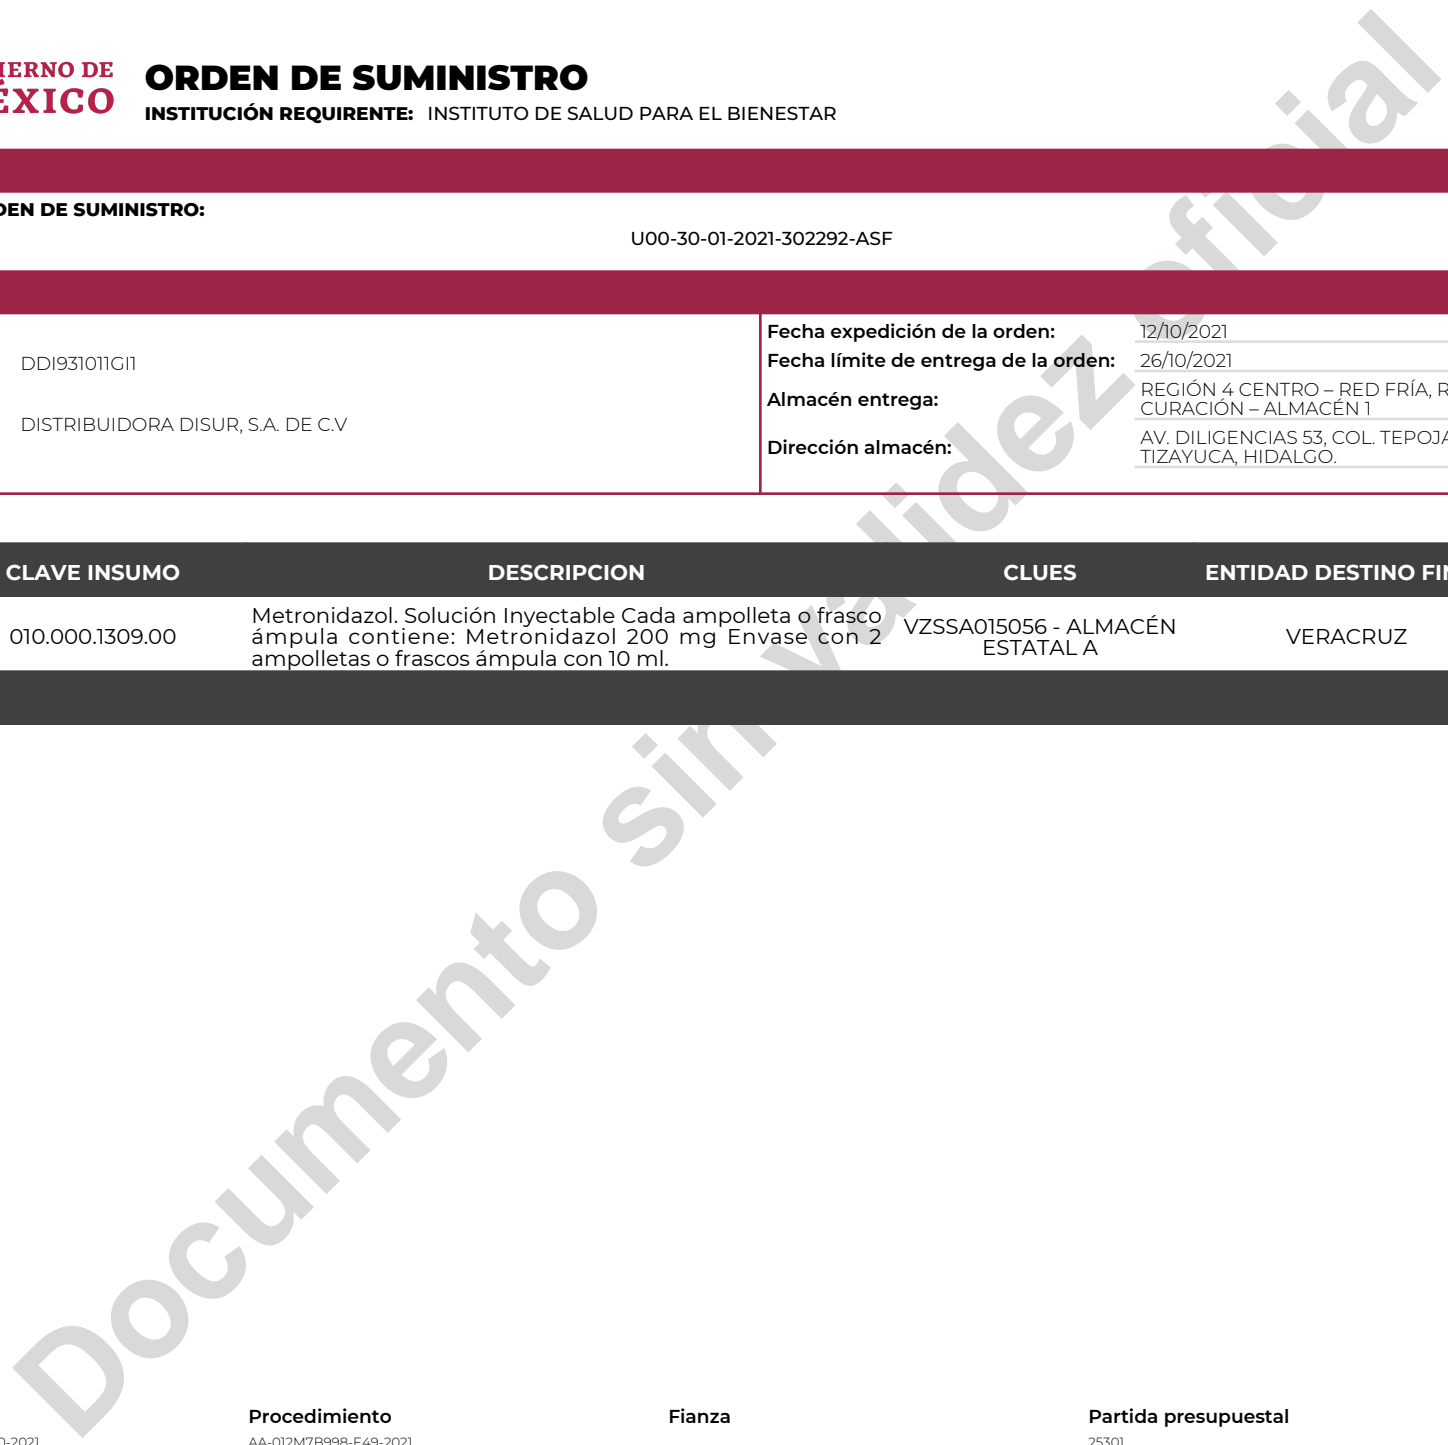 ORDEN DE SUMINISTRO
INSTITUCIÓN REQUIRENTE: INSTITUTO DE SALUD PARA EL BIENESTAR
DE
XICO
DE SUMINISTRO:
U00-30-01-2021-302292-ASF
DDI931011GI1
DISTRIBUIDORA DISUR, S.A. DE C.V
Fecha expedición de la orden: 12/10/2021
Fecha límite de entrega de la orden: 26/10/2021
Almacén entrega: REGIÓN 4 CENTRO – RED FRÍA,
CURACIÓN – ALMACÉN 1
Dirección almacén: AV. DILIGENCIAS 53, COL.
TIZAYUCA, HIDALGO.
CLAVE INSUMO DESCRIPCION CLUES ENTIDAD DESTINO
010.000.1309.00
Metronidazol. Solución Inyectable Cada ampolleta o frasco
ámpula contiene: Metronidazol 200 mg Envase con 2
ampolletas o frascos ámpula con 10 ml.
VZSSA015056 - ALMACÉN
ESTATAL A
VERACRUZ
Documento sin validez oficial
Procedimiento Fianza Partida presupuestal
AA-012M7B998-E49-2021 25301